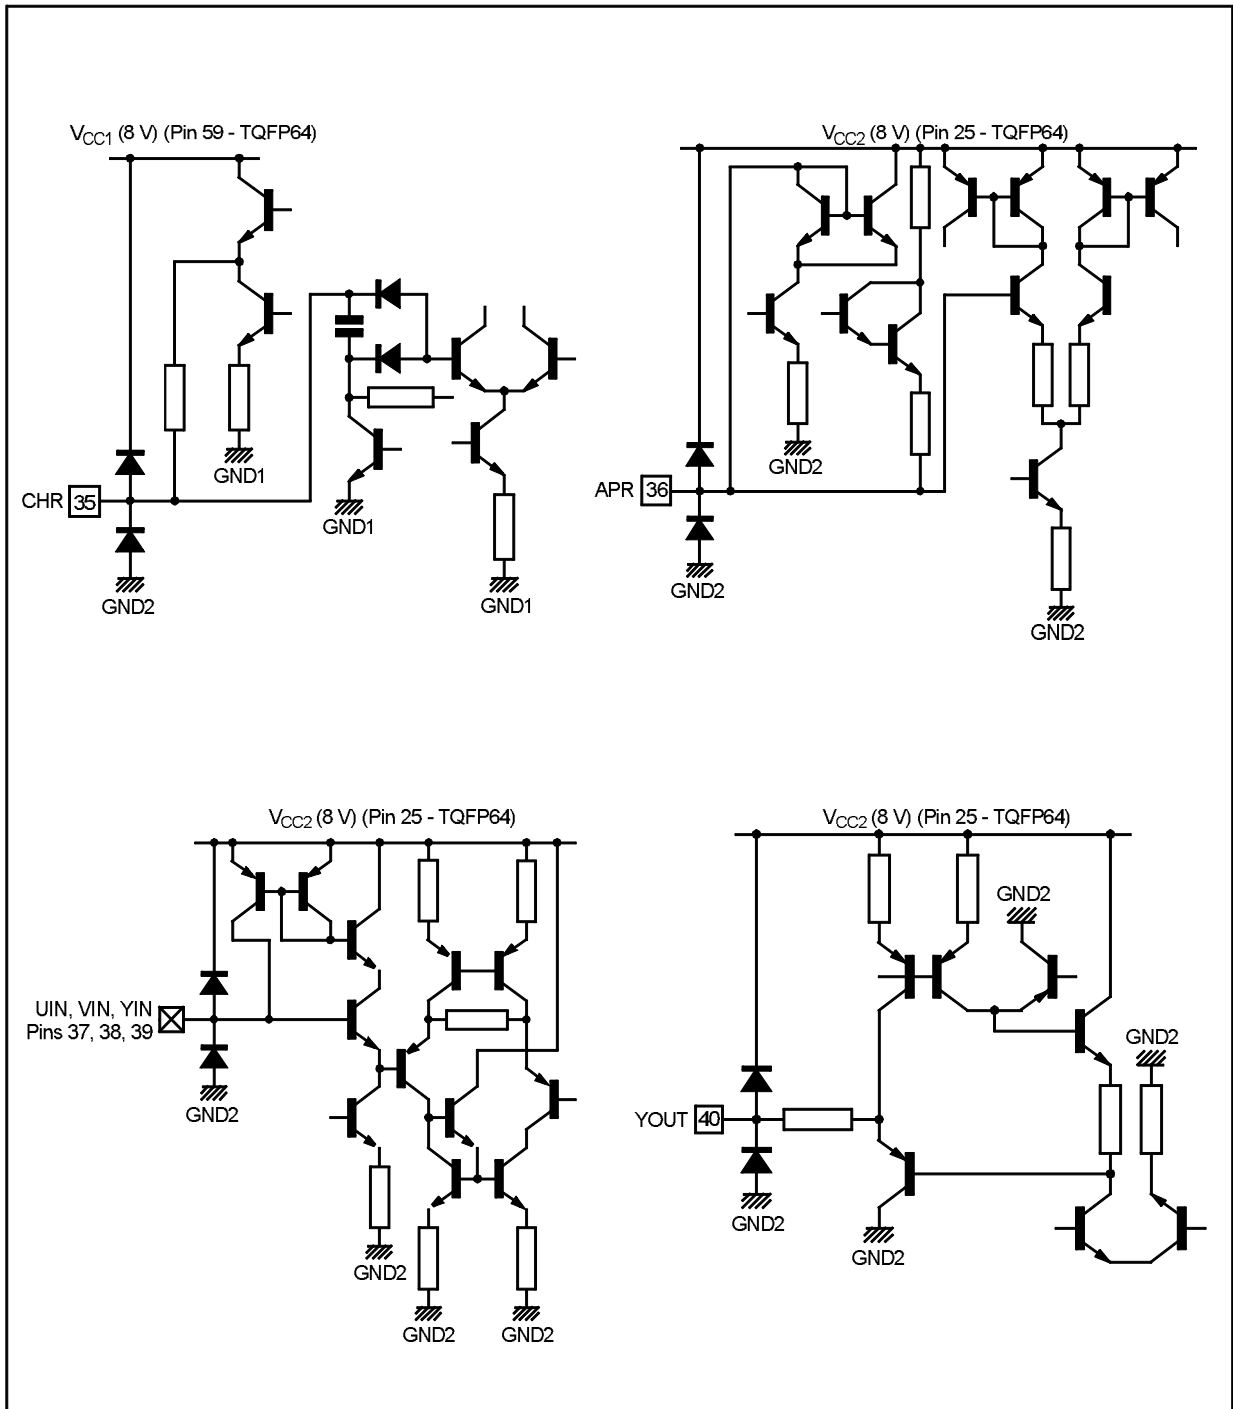 VCC1 (8 V) (Pin 59 - TQFP64)
GND1
CHR 35
GND1
GND2
GND1
VCC2 (8 V) (Pin 25 - TQFP64)
GND2
APR 36
GND2
GND2
VCC2 (8 V) (Pin 25 - TQFP64)
UIN, VIN, YIN
Pins 37, 38, 39
GND2
GND2
GND2
GND2
VCC2 (8 V) (Pin 25 - TQFP64)
GND2
GND2
YOUT 40
GND2
GND2